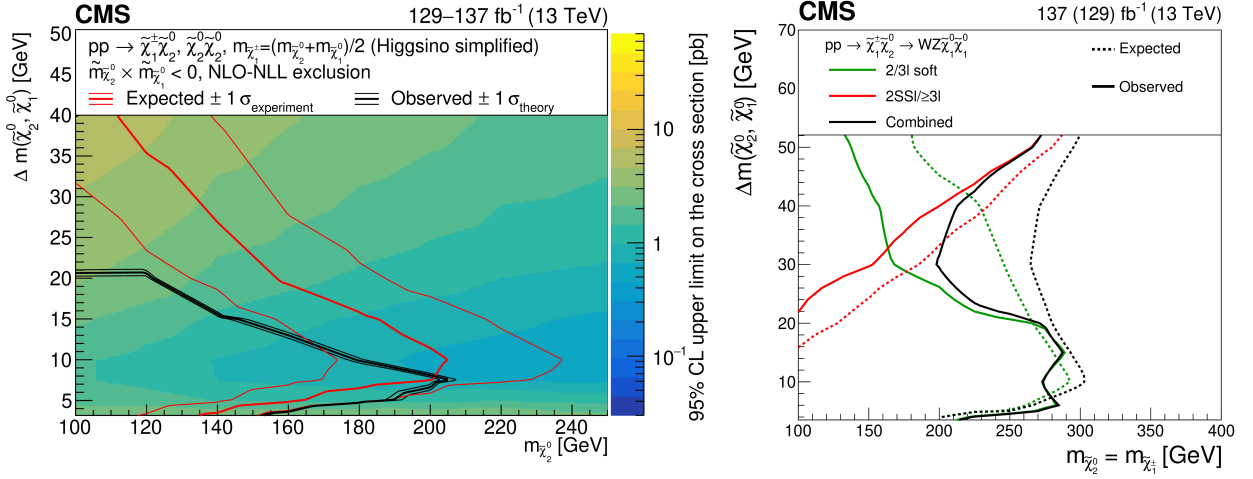 CMS 129–137 fb⁻¹ (13 TeV)
pp → χ̃₁±χ̃₂⁰, χ̃₂⁰χ̃₂⁰, m_χ̃₁±=(m_χ̃₂⁰+m_χ̃₁⁰)/2 (Higgsino simplified)
m̃_χ̃₂⁰ × m̃_χ̃₁⁰ < 0, NLO-NLL exclusion
Expected ± 1 σ_experiment Observed ± 1 σ_theory
Δ m(χ̃₂⁰, χ̃₁⁰) [GeV]
50
45
40
35
30
25
20
15
10
5
100 120 140 160 180 200 220 240
m_χ̃₂⁰ [GeV]
10
1
10⁻¹
95% CL upper limit on the cross section [pb]
CMS 137 (129) fb⁻¹ (13 TeV)
pp → χ̃₁±χ̃₂⁰ → WZχ̃₁⁰χ̃₁⁰
2/3l soft
2SSl/≥3l
Combined
Expected
Observed
Δm(χ̃₂⁰, χ̃₁⁰) [GeV]
70
60
50
40
30
20
10
100 150 200 250 300 350 400
m_χ̃₂⁰ = m_χ̃₁± [GeV]